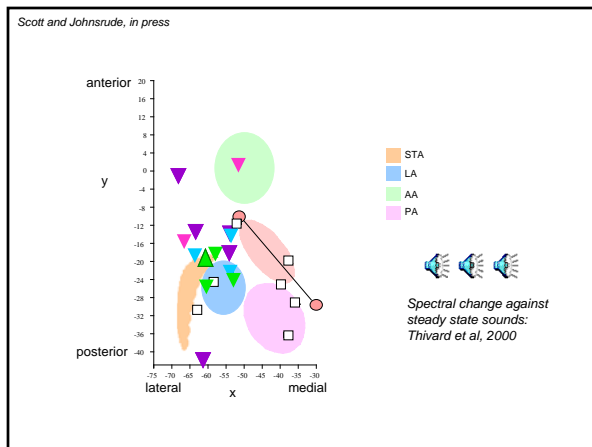 Scott and Johnsrude, in press
anterior
20
16
12
8
4
y
0
-4
-8
-12
-16
-20
-24
-28
-32
-36
posterior
-40
-75 -70 -65 -60 -55 -50 -45 -40 -35 -30
lateral x medial
STA
LA
AA
PA
Spectral change against
steady state sounds:
Thivard et al, 2000